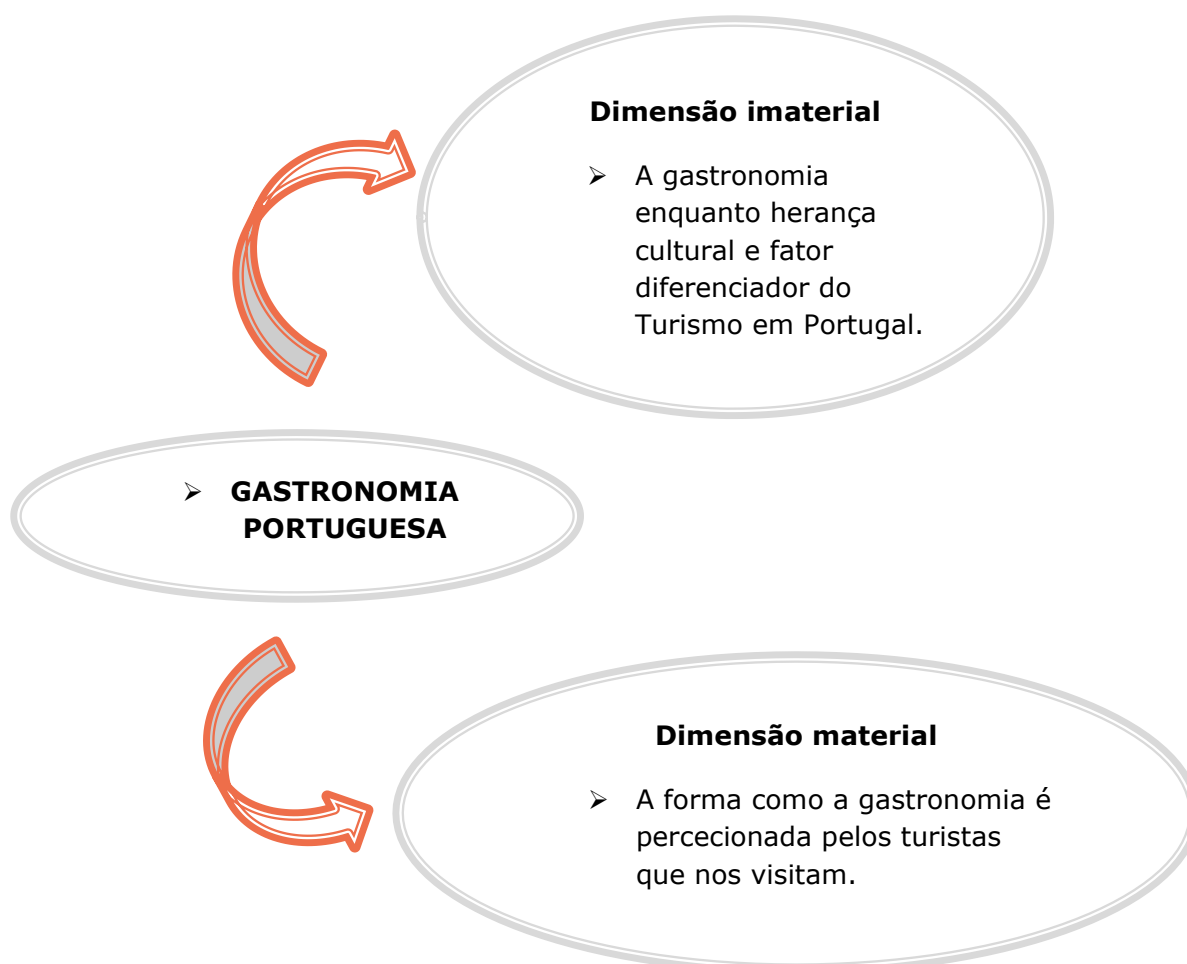 Dimensão imaterial
➢ A gastronomia
enquanto herança
cultural e fator
diferenciador do
Turismo em Portugal.
➢ GASTRONOMIA
PORTUGUESA
Dimensão material
➢ A forma como a gastronomia é
percecionada pelos turistas
que nos visitam.